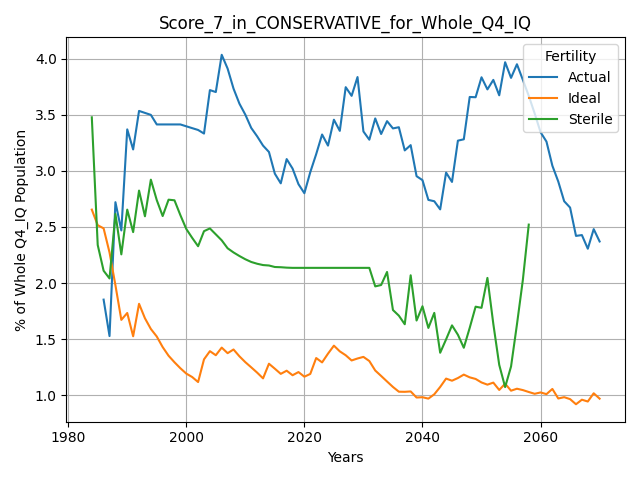 Score_7_in_CONSERVATIVE_for_Whole_Q4_IQ
Fertility
Actual
Ideal
Sterile
% of Whole Q4_IQ Population
4.0
3.5
3.0
2.5
2.0
1.5
1.0
1980
2000
2020
2040
2060
Years